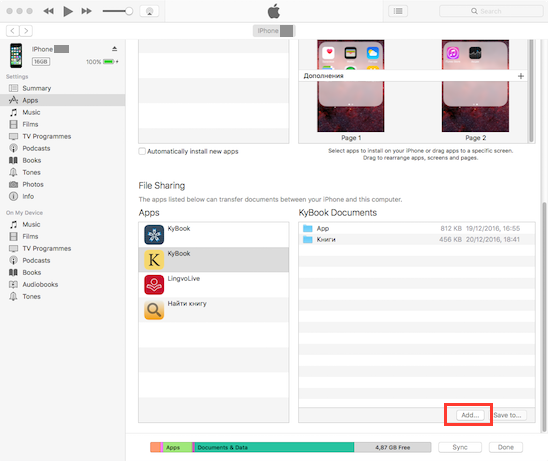 Search
iPhone
iPhone
16GB
100%
Settings
Summary
Apps
Music
Films
TV Programmes
Podcasts
Books
Tones
Photos
Info
On My Device
Music
Films
TV Programmes
Podcasts
Books
Audiobooks
Tones
Дополнения +
Page 1 Page 2
Automatically install new apps
Select apps to install on your iPhone or drag apps to a specific screen.
Drag to rearrange apps, screens and pages.
File Sharing
The apps listed below can transfer documents between your iPhone and this computer.
Apps
KyBook
KyBook
LingvoLive
Найти книгу
KyBook Documents
App 812 KB 19/12/2016, 16:55
Книги 456 KB 20/12/2016, 18:41
Add... Save to...
Apps Documents & Data 4,87 GB Free Sync Done